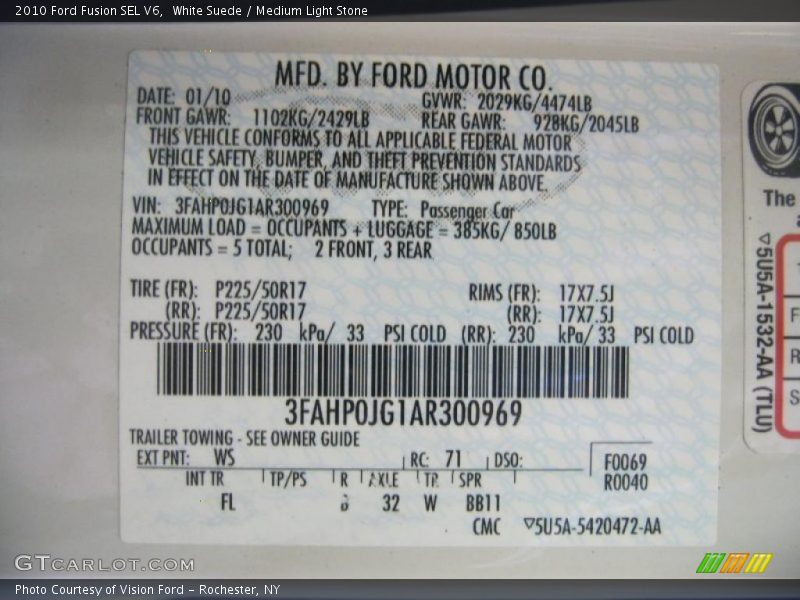 2010 Ford Fusion SEL V6,  White Suede / Medium Light Stone
MFD. BY FORD MOTOR CO.
DATE: 01/10 GVWR: 2029KG/4474LB
FRONT GAWR: 1102KG/2429LB REAR GAWR: 928KG/2045LB
THIS VEHICLE CONFORMS TO ALL APPLICABLE FEDERAL MOTOR
VEHICLE SAFETY, BUMPER, AND THEFT PREVENTION STANDARDS
IN EFFECT ON THE DATE OF MANUFACTURE SHOWN ABOVE.
VIN: 3FAHP0JG1AR300969 TYPE: Passenger Car
MAXIMUM LOAD = OCCUPANTS + LUGGAGE = 385KG/ 850LB
OCCUPANTS = 5 TOTAL; 2 FRONT, 3 REAR
TIRE (FR): P225/50R17 RIMS (FR): 17X7.5J
(RR): P225/50R17 (RR): 17X7.5J
PRESSURE (FR): 230 kPa/ 33 PSI COLD (RR): 230 kPa/ 33 PSI COLD
3FAHP0JG1AR300969
TRAILER TOWING - SEE OWNER GUIDE
EXT PNT: WS RC: 71 DSO: F0069
INT TR TP/PS R AXLE TR SPR R0040
FL 32 W BB11
CMC ▽5U5A-5420472-AA
The
▽5U5A-1532-AA (TLU)
F
R
S
GTCARLOT.COM
Photo Courtesy of Vision Ford - Rochester, NY